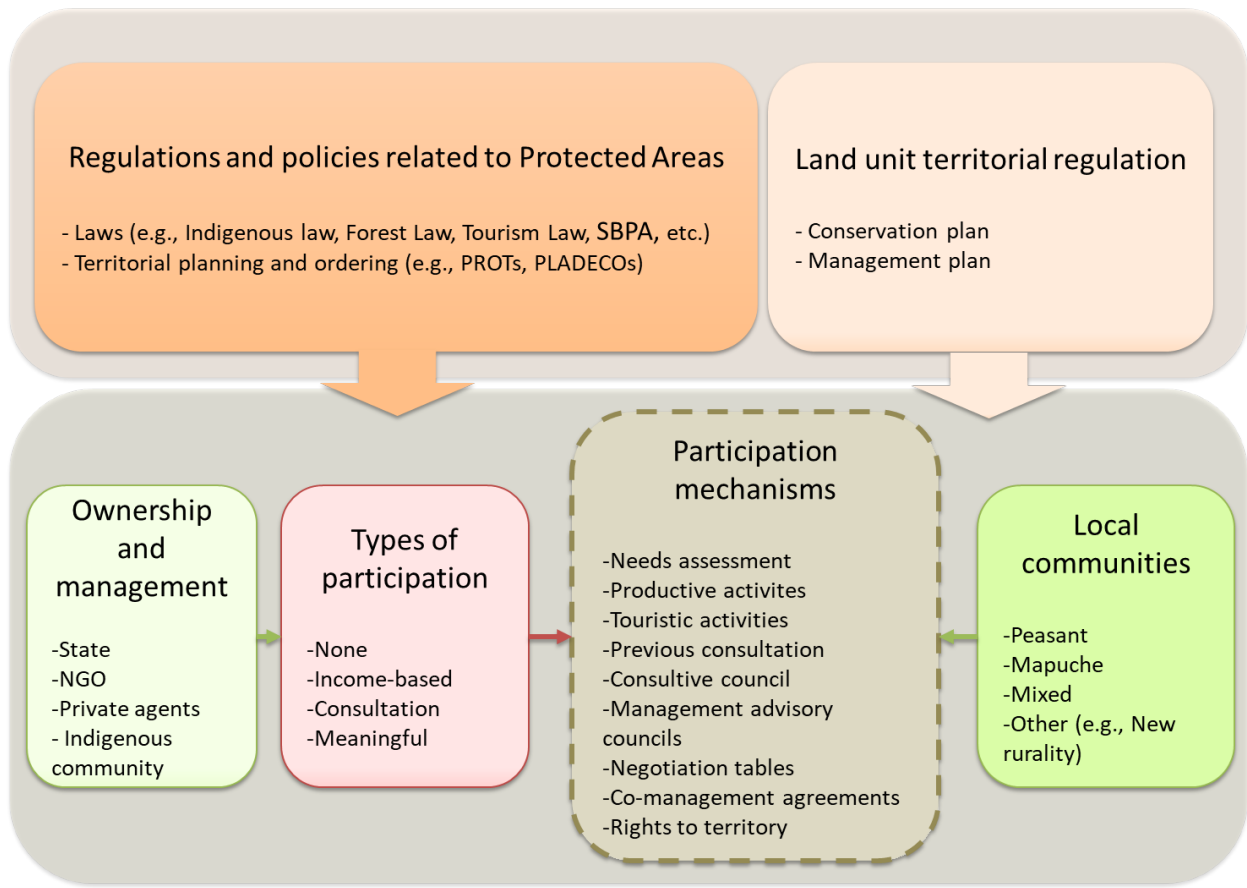 Regulations and policies related to Protected Areas
- Laws (e.g., Indigenous law, Forest Law, Tourism Law, SBPA, etc.)
- Territorial planning and ordering (e.g., PROTs, PLADECOs)
Land unit territorial regulation
- Conservation plan
- Management plan
Ownership
and
management
-State
-NGO
-Private agents
- Indigenous
community
Types of
participation
-None
-Income-based
-Consultation
-Meaningful
Participation
mechanisms
-Needs assessment
-Productive activites
-Touristic activities
-Previous consultation
-Consultive council
-Management advisory
councils
-Negotiation tables
-Co-management agreements
-Rights to territory
Local
communities
-Peasant
-Mapuche
-Mixed
-Other (e.g., New
rurality)